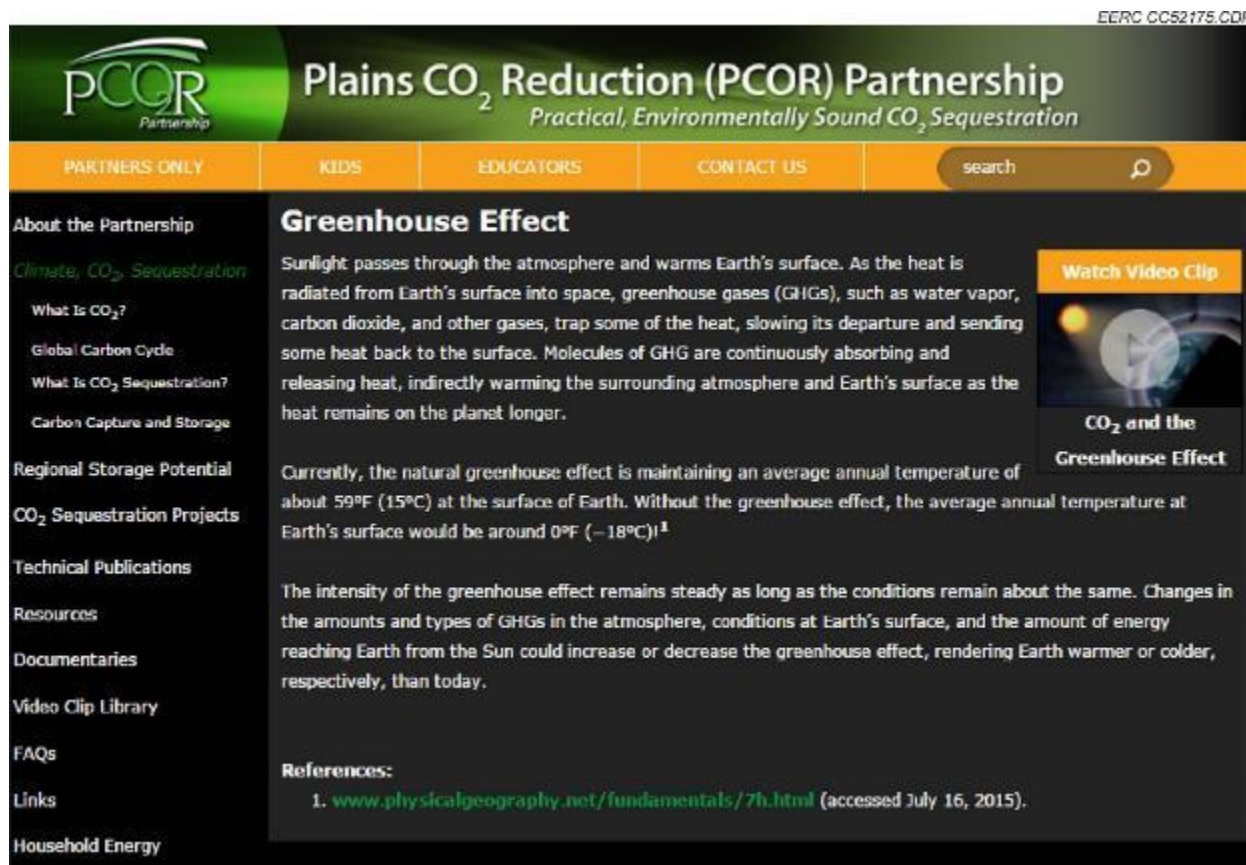 EERC CC52175.CDR
PCO2R
Partnership
Plains CO2 Reduction (PCOR) Partnership
Practical, Environmentally Sound CO2 Sequestration
PARTNERS ONLY
KIDS
EDUCATORS
CONTACT US
search
About the Partnership
Climate, CO2, Sequestration
What Is CO2?
Global Carbon Cycle
What Is CO2 Sequestration?
Carbon Capture and Storage
Regional Storage Potential
CO2 Sequestration Projects
Technical Publications
Resources
Documentaries
Video Clip Library
FAQs
Links
Household Energy
Greenhouse Effect
Sunlight passes through the atmosphere and warms Earth's surface. As the heat is
radiated from Earth's surface into space, greenhouse gases (GHGs), such as water vapor,
carbon dioxide, and other gases, trap some of the heat, slowing its departure and sending
some heat back to the surface. Molecules of GHG are continuously absorbing and
releasing heat, indirectly warming the surrounding atmosphere and Earth's surface as the
heat remains on the planet longer.
Watch Video Clip
CO2 and the
Greenhouse Effect
Currently, the natural greenhouse effect is maintaining an average annual temperature of
about 59ºF (15ºC) at the surface of Earth. Without the greenhouse effect, the average annual temperature at
Earth's surface would be around 0ºF (−18ºC)!1
The intensity of the greenhouse effect remains steady as long as the conditions remain about the same. Changes in
the amounts and types of GHGs in the atmosphere, conditions at Earth's surface, and the amount of energy
reaching Earth from the Sun could increase or decrease the greenhouse effect, rendering Earth warmer or colder,
respectively, than today.
References:
1. www.physicalgeography.net/fundamentals/7h.html (accessed July 16, 2015).